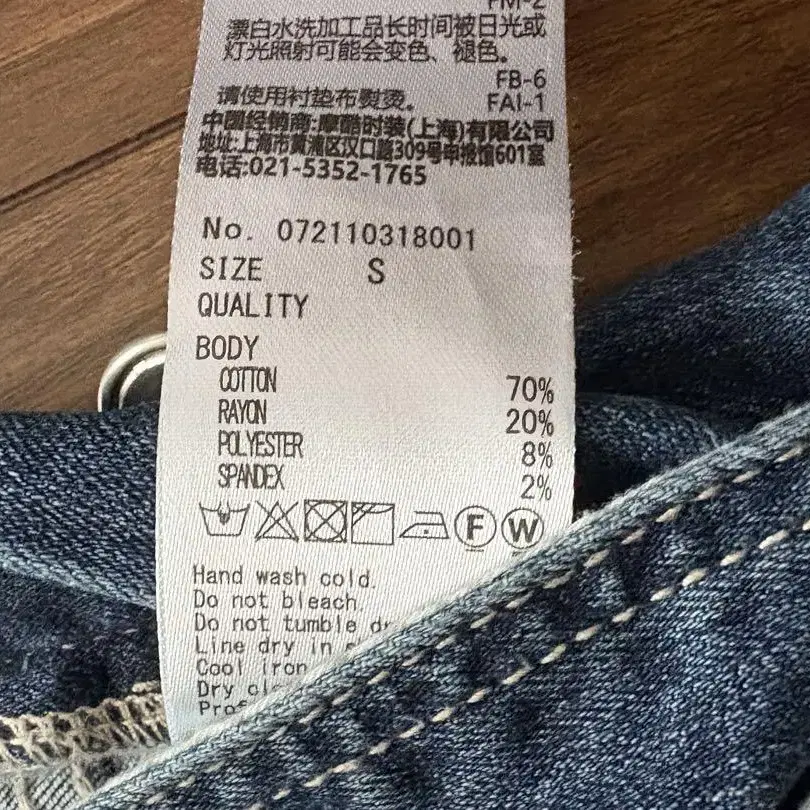 FM-2
漂白水洗加工品长时间被日光或
灯光照射可能会变色、褪色。
FB-6
请使用衬垫布熨烫。 FAI-1
中国经销商:摩酷时装(上海)有限公司
地址:上海市黄浦区汉口路309号申报馆601室
电话:021-5352-1765
No. 072110318001
SIZE S
QUALITY
BODY
COTTON 70%
RAYON 20%
POLYESTER 8%
SPANDEX 2%
F W
Hand wash cold.
Do not bleach.
Do not tumble
Line dry in
Cool iron
Dry